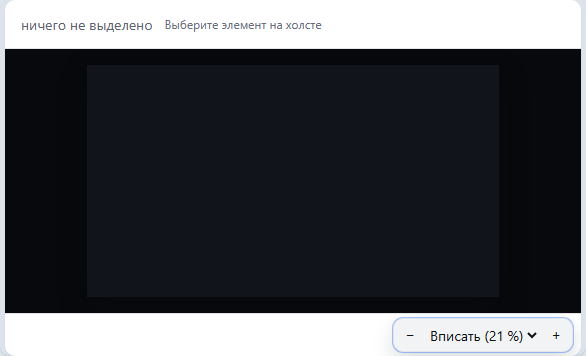 ничего не выделено Выберите элемент на холсте
− Вписать (21 %) +